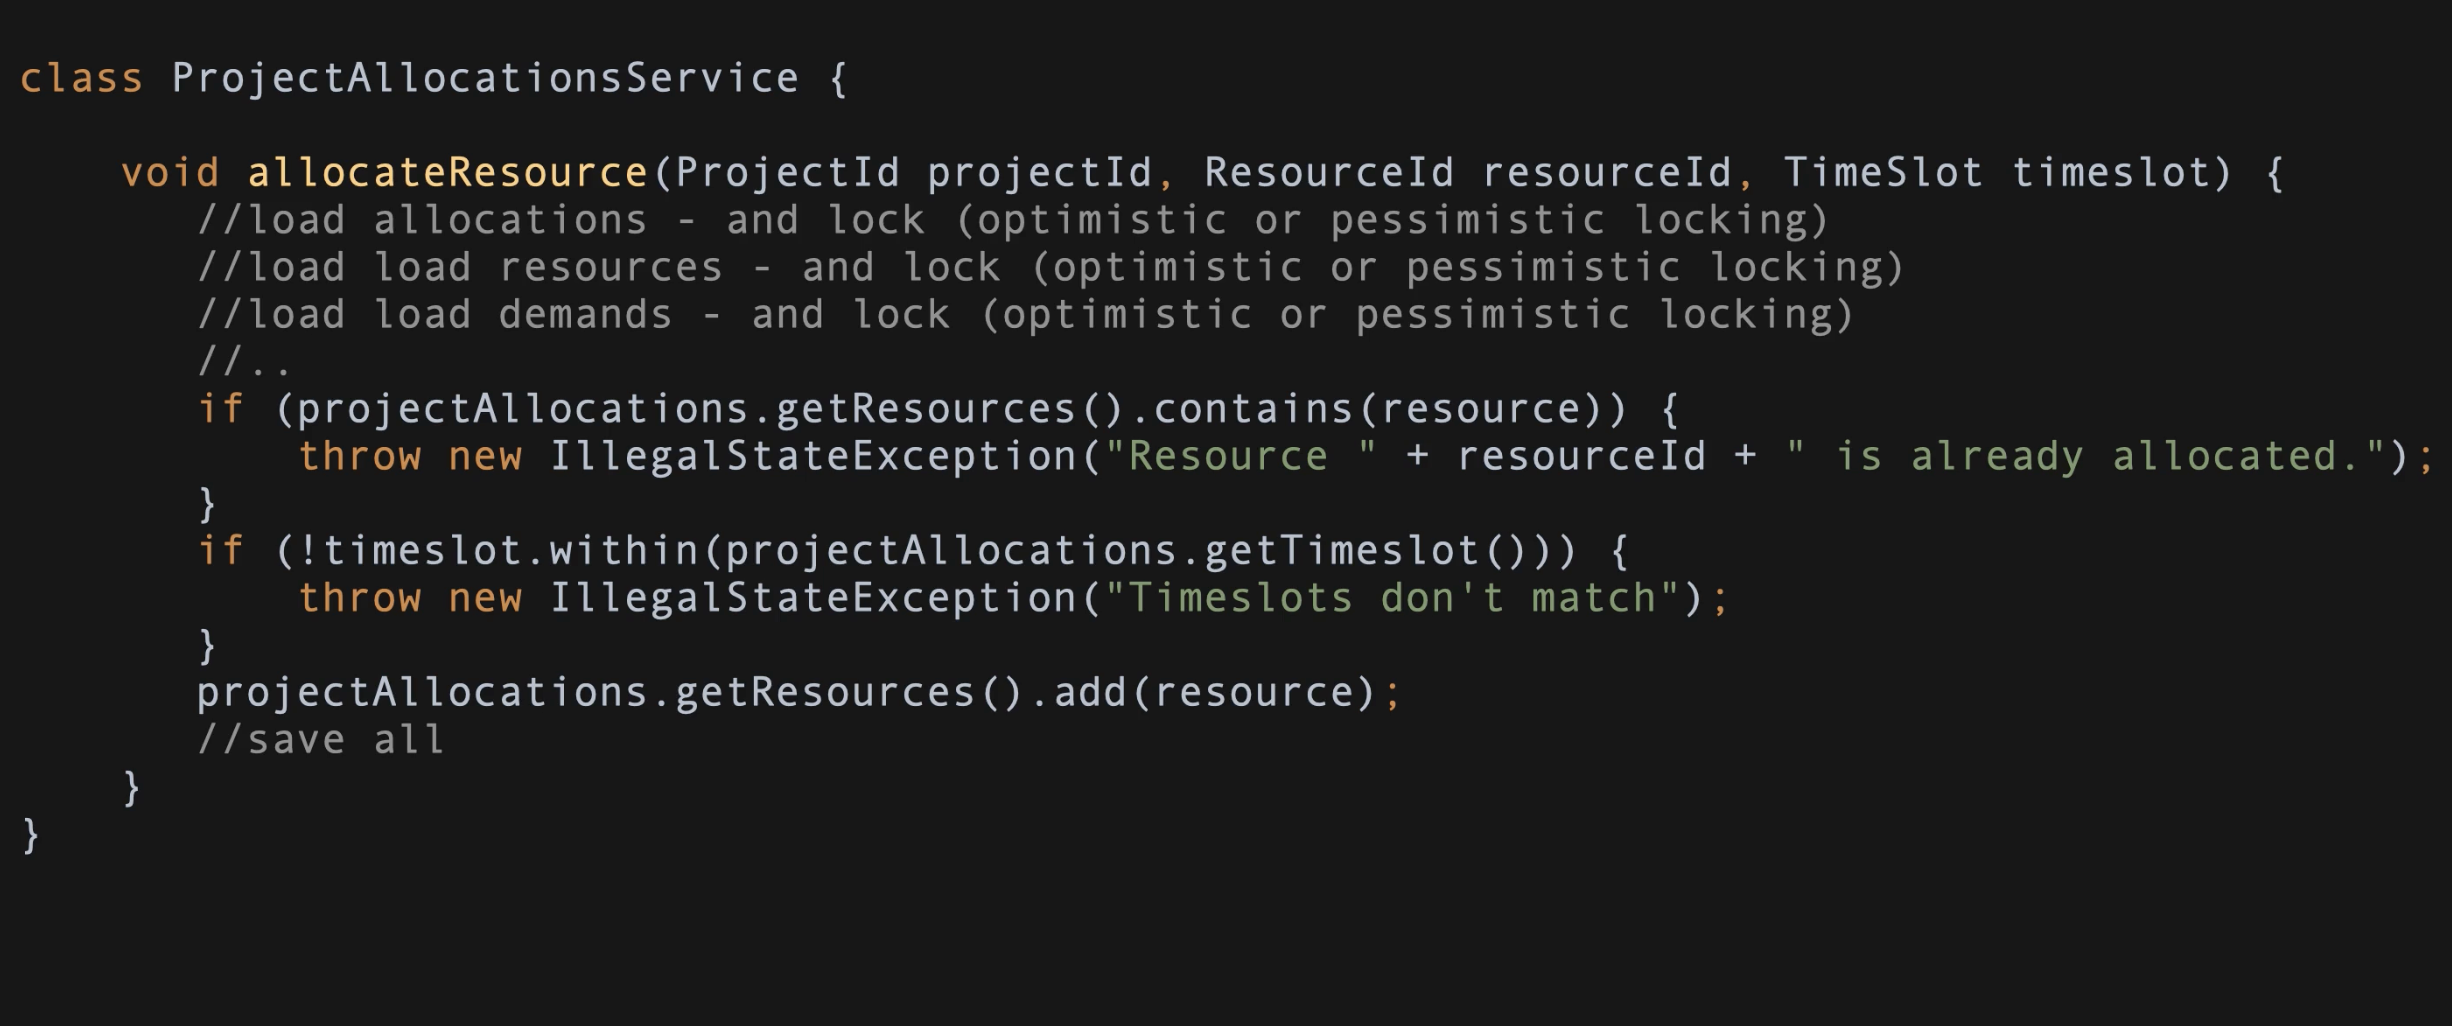 class ProjectAllocationsService {
void allocateResource(ProjectId projectId, ResourceId resourceId, TimeSlot timeslot) {
//load allocations - and lock (optimistic or pessimistic locking)
//load load resources - and lock (optimistic or pessimistic locking)
//load load demands - and lock (optimistic or pessimistic locking)
//..
if (projectAllocations.getResources().contains(resource)) {
throw new IllegalStateException("Resource " + resourceId + " is already allocated.");
}
if (!timeslot.within(projectAllocations.getTimeslot())) {
throw new IllegalStateException("Timeslots don't match");
}
projectAllocations.getResources().add(resource);
//save all
}
}